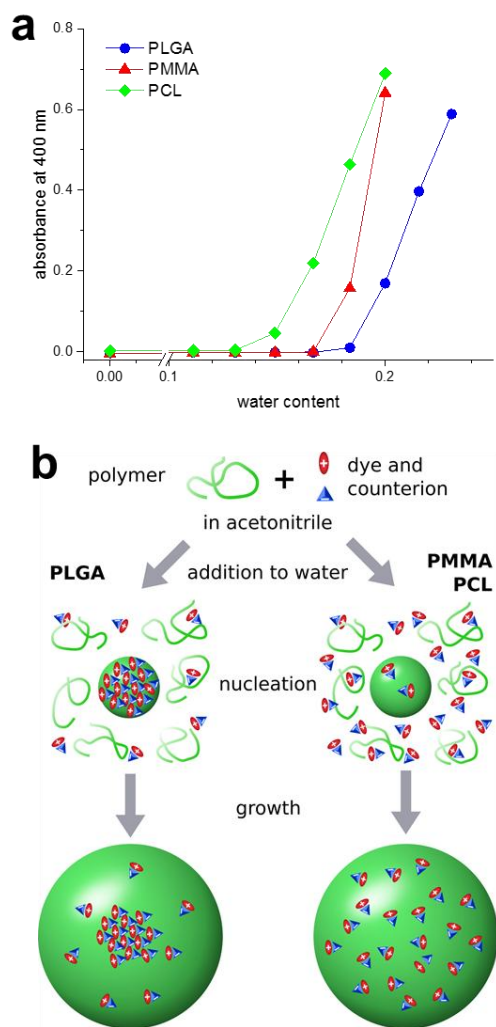 a
PLGA
PMMA
PCL
absorbance at 400 nm
0.8
0.6
0.4
0.2
0.0
0.00
0.1
0.2
water content
b
polymer
+
dye and
counterion
in acetonitrile
PLGA
addition to water
PMMA
PCL
nucleation
growth